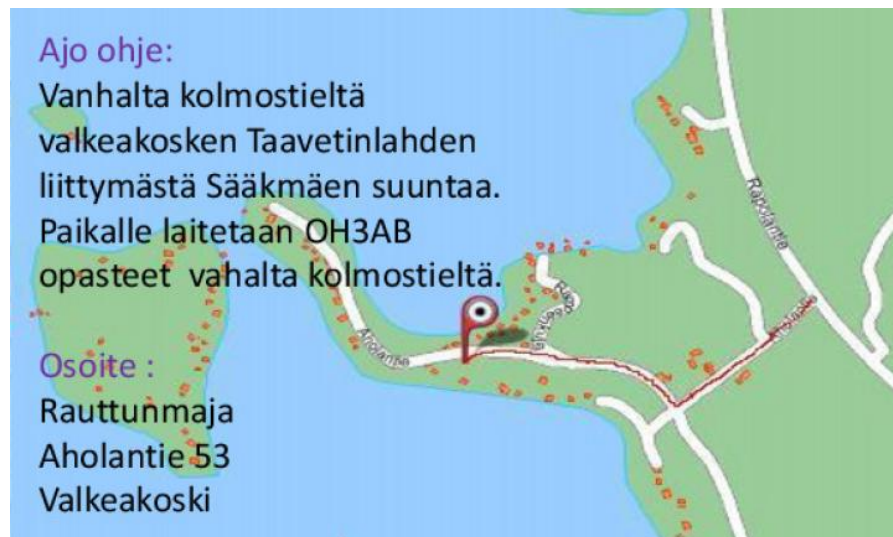 Ajo ohje:
Vanhalta kolmostieltä
valkeakosken Taavetinlahden
liittymästä Sääkmäen suuntaa.
Paikalle laitetaan OH3AB
opasteet vahalta kolmostieltä.
Osoite :
Rauttunmaja
Aholantie 53
Valkeakoski
Rapolantie
Aholantie
Aholantie